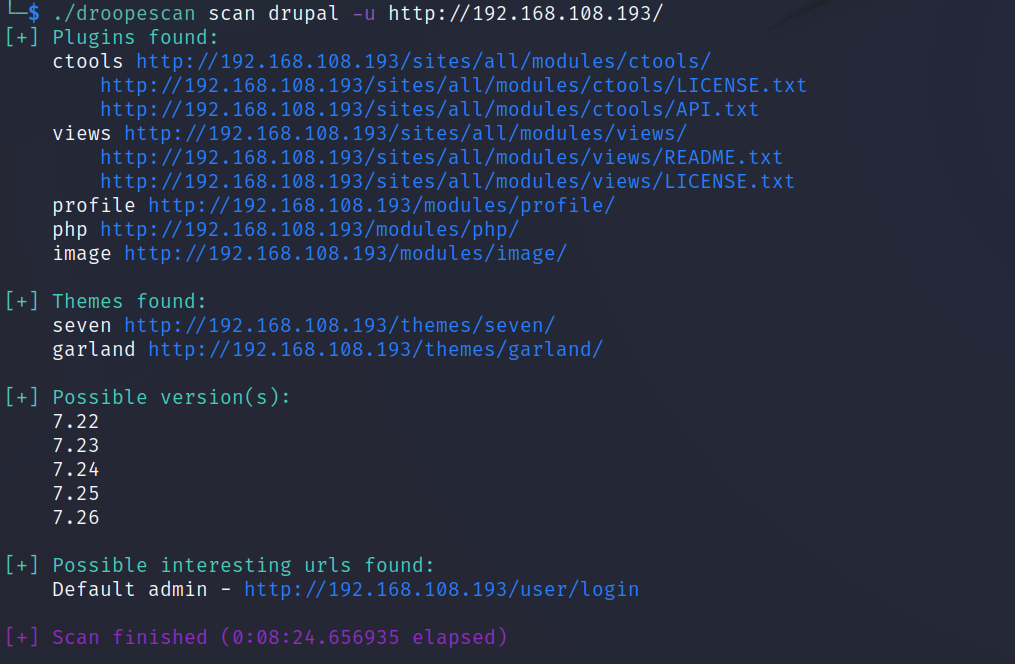 └─$ ./droopescan scan drupal -u http://192.168.108.193/
[+] Plugins found:
    ctools http://192.168.108.193/sites/all/modules/ctools/
        http://192.168.108.193/sites/all/modules/ctools/LICENSE.txt
        http://192.168.108.193/sites/all/modules/ctools/API.txt
    views http://192.168.108.193/sites/all/modules/views/
        http://192.168.108.193/sites/all/modules/views/README.txt
        http://192.168.108.193/sites/all/modules/views/LICENSE.txt
    profile http://192.168.108.193/modules/profile/
    php http://192.168.108.193/modules/php/
    image http://192.168.108.193/modules/image/

[+] Themes found:
    seven http://192.168.108.193/themes/seven/
    garland http://192.168.108.193/themes/garland/

[+] Possible version(s):
    7.22
    7.23
    7.24
    7.25
    7.26

[+] Possible interesting urls found:
    Default admin - http://192.168.108.193/user/login

[+] Scan finished (0:08:24.656935 elapsed)